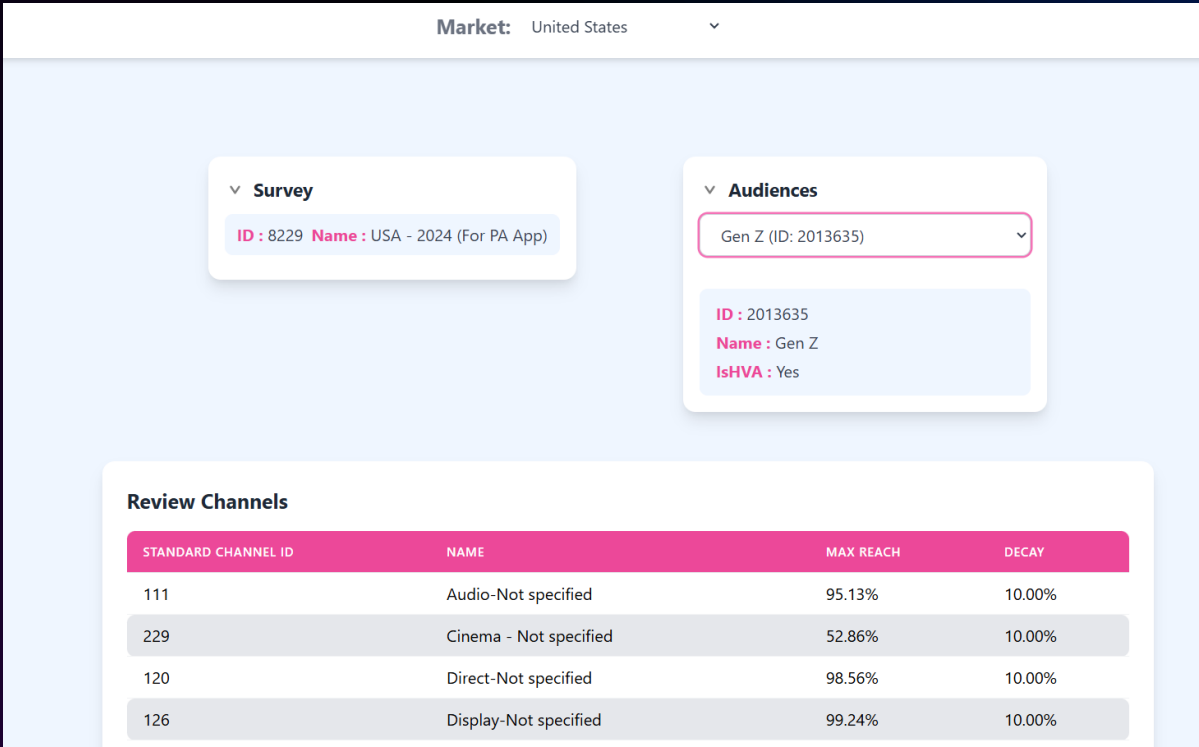 Market: United States
Survey
ID : 8229 Name : USA - 2024 (For PA App)
Audiences
Gen Z (ID: 2013635)
ID : 2013635
Name : Gen Z
IsHVA : Yes
Review Channels
STANDARD CHANNEL ID NAME MAX REACH DECAY
111 Audio-Not specified 95.13% 10.00%
229 Cinema - Not specified 52.86% 10.00%
120 Direct-Not specified 98.56% 10.00%
126 Display-Not specified 99.24% 10.00%